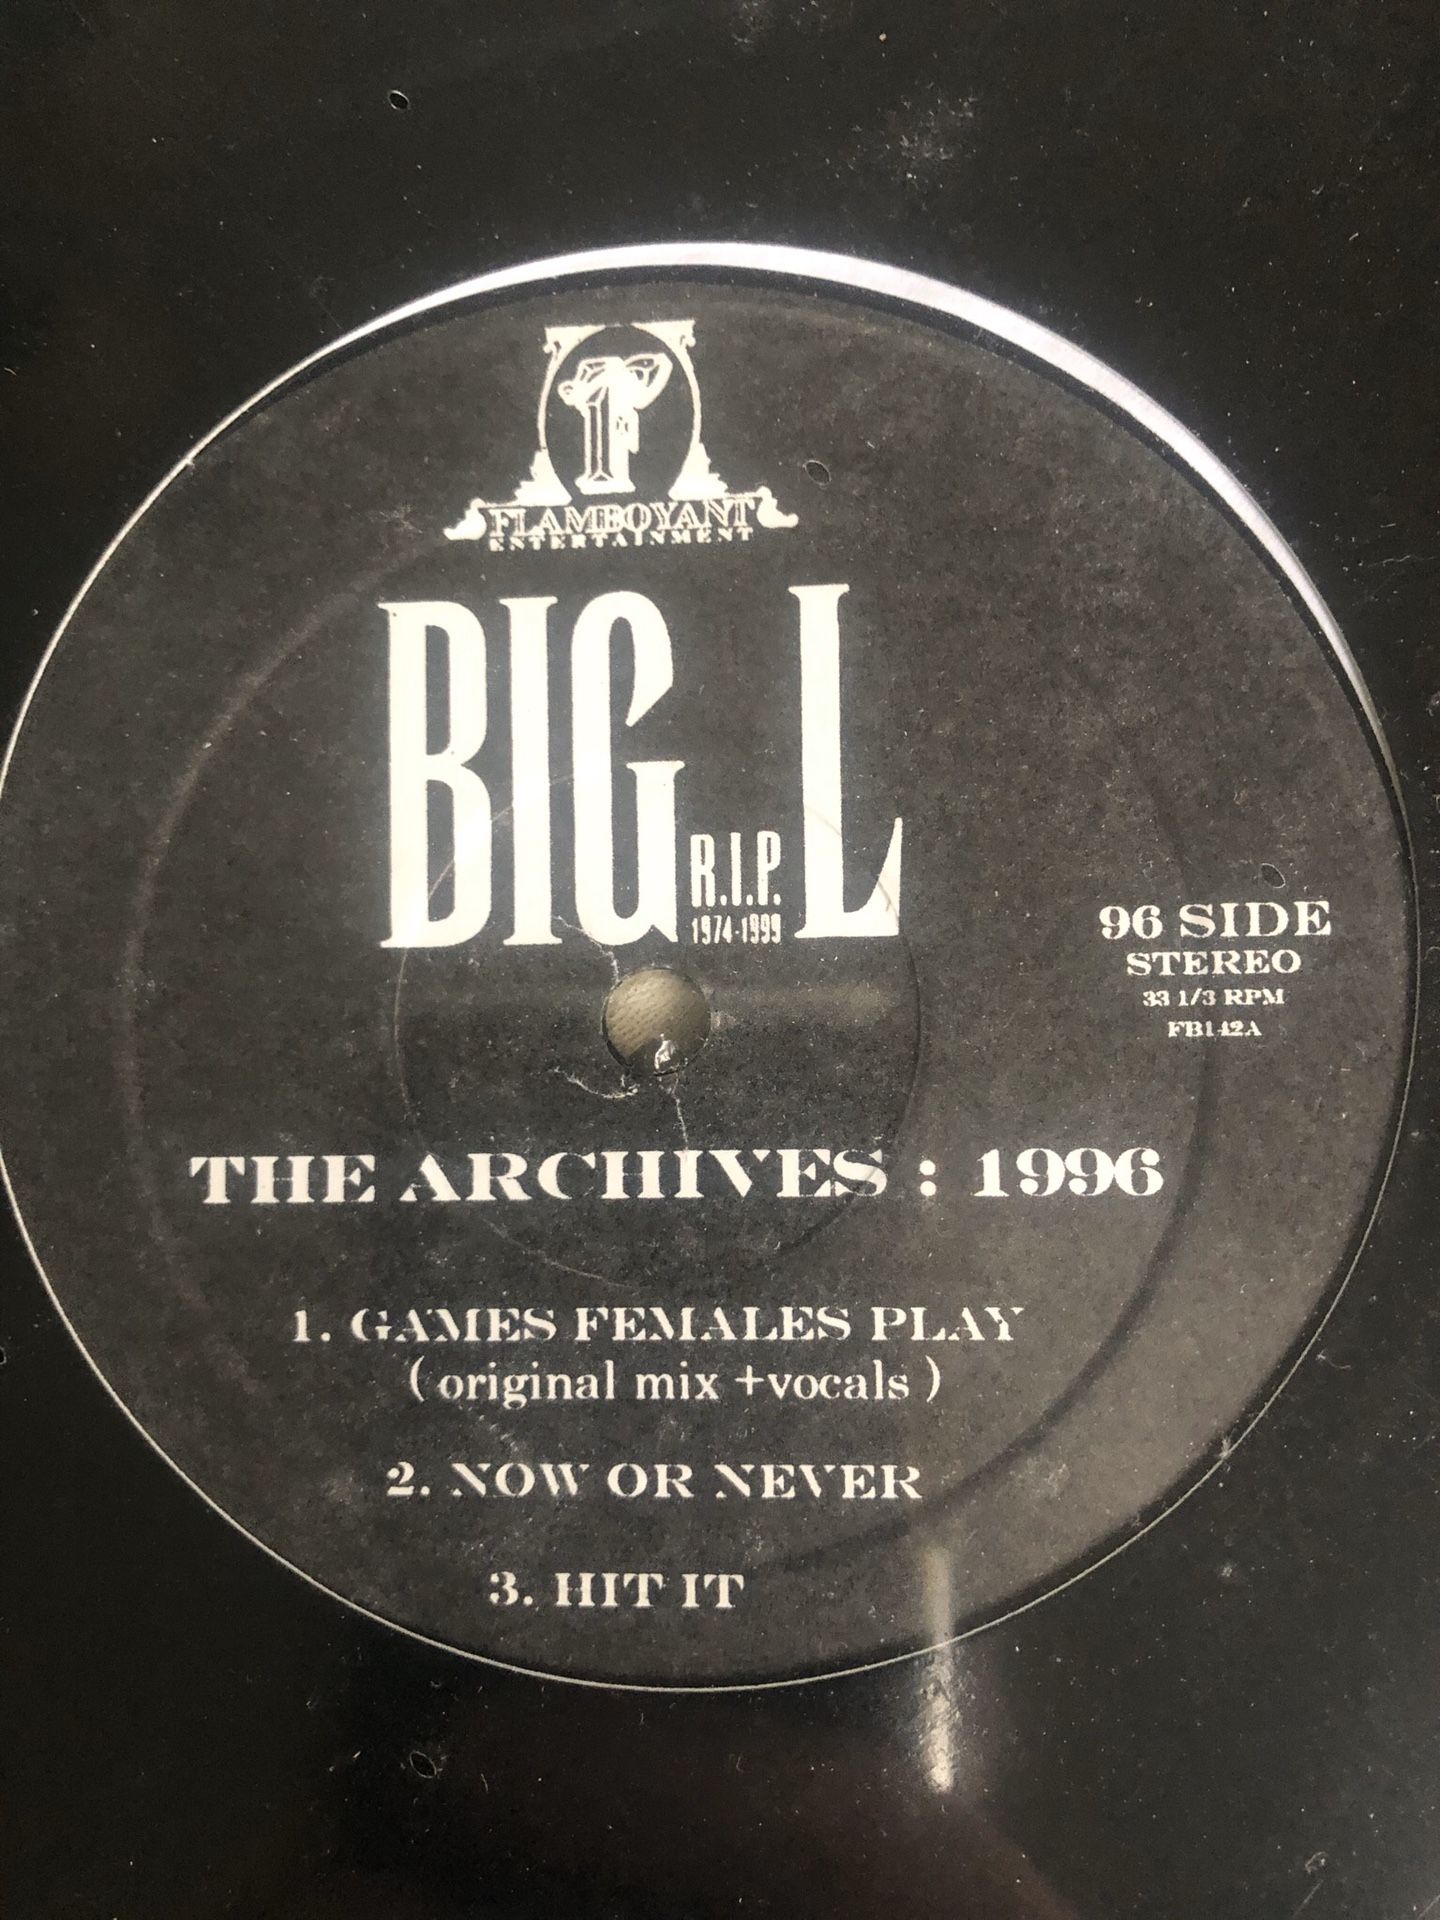 FLAMBOYANT
ENTERTAINMENT
BIG L
R.I.P.
1974-1999
96 SIDE
STEREO
33 1/3 RPM
FB142A
THE ARCHIVES : 1996
1. GAMES FEMALES PLAY
( original mix +vocals )
2. NOW OR NEVER
3. HIT IT